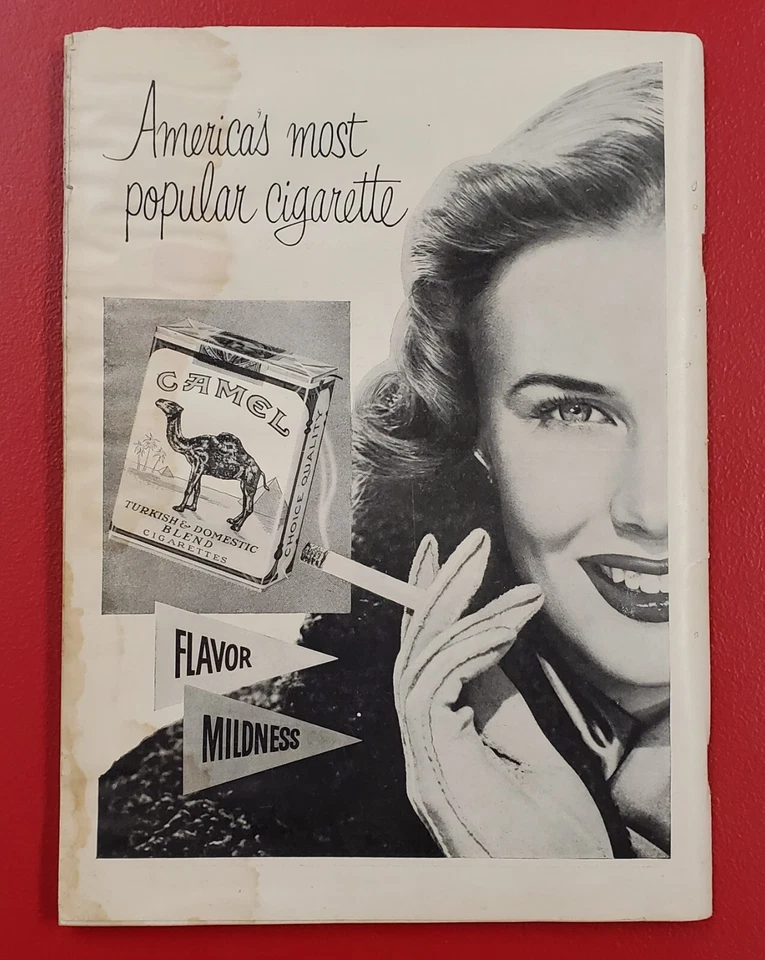 America's most
popular cigarette
CAMEL
TURKISH & DOMESTIC
BLEND
CIGARETTES
CHOICE QUALITY
FLAVOR
MILDNESS